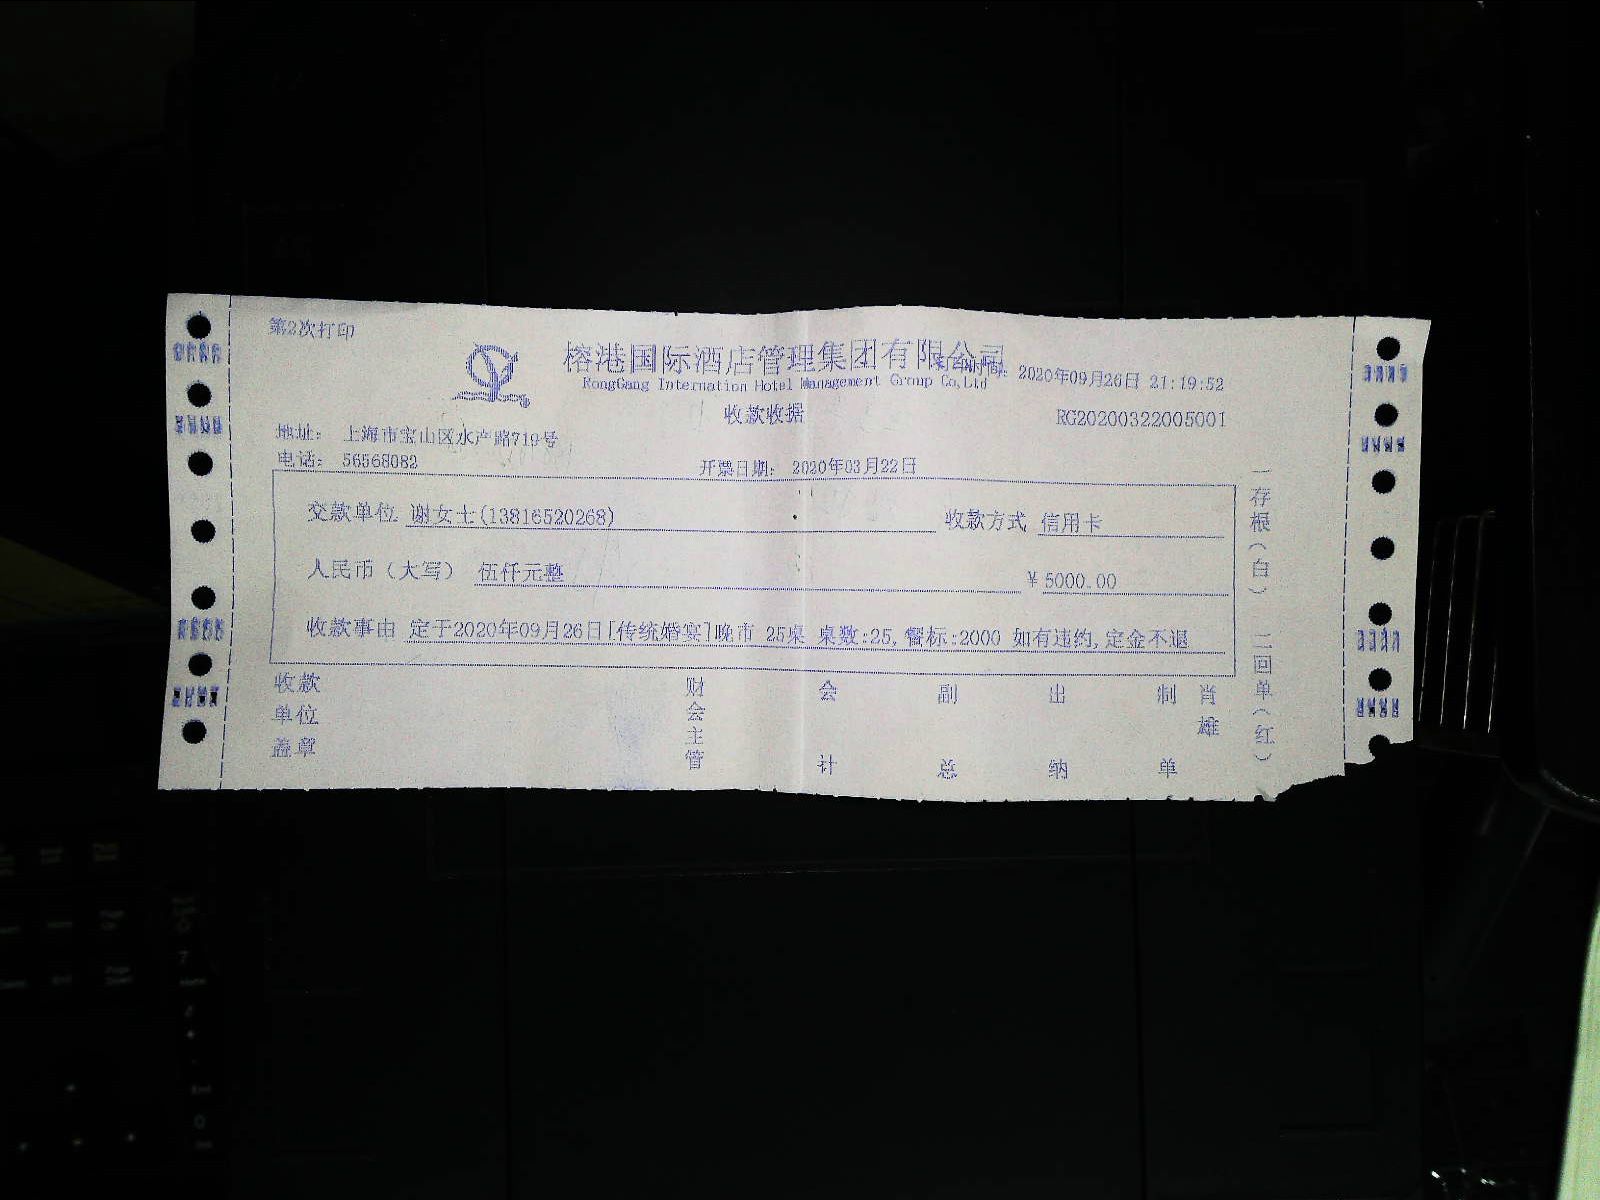 第2次打印
榕港国际酒店管理集团有限公司
2020年09月26日 21:19:52
RongGang Internation Hotel Management Group Co,Ltd
收款收据
RG20200322005001
地址： 上海市宝山区水产路719号
电话： 56568082
开票日期： 2020年03月22日
交款单位 谢女士(13816520268) 收款方式 信用卡
人民币（大写） 伍仟元整 ￥5000.00
收款事由 定于2020年09月26日[传统婚宴]晚市 25桌 桌数:25,餐标:2000 如有违约,定金不退
收款单位盖章
财会主管
会计
副总
出纳
制单
肖雄
一存根(白) 二回单(红)